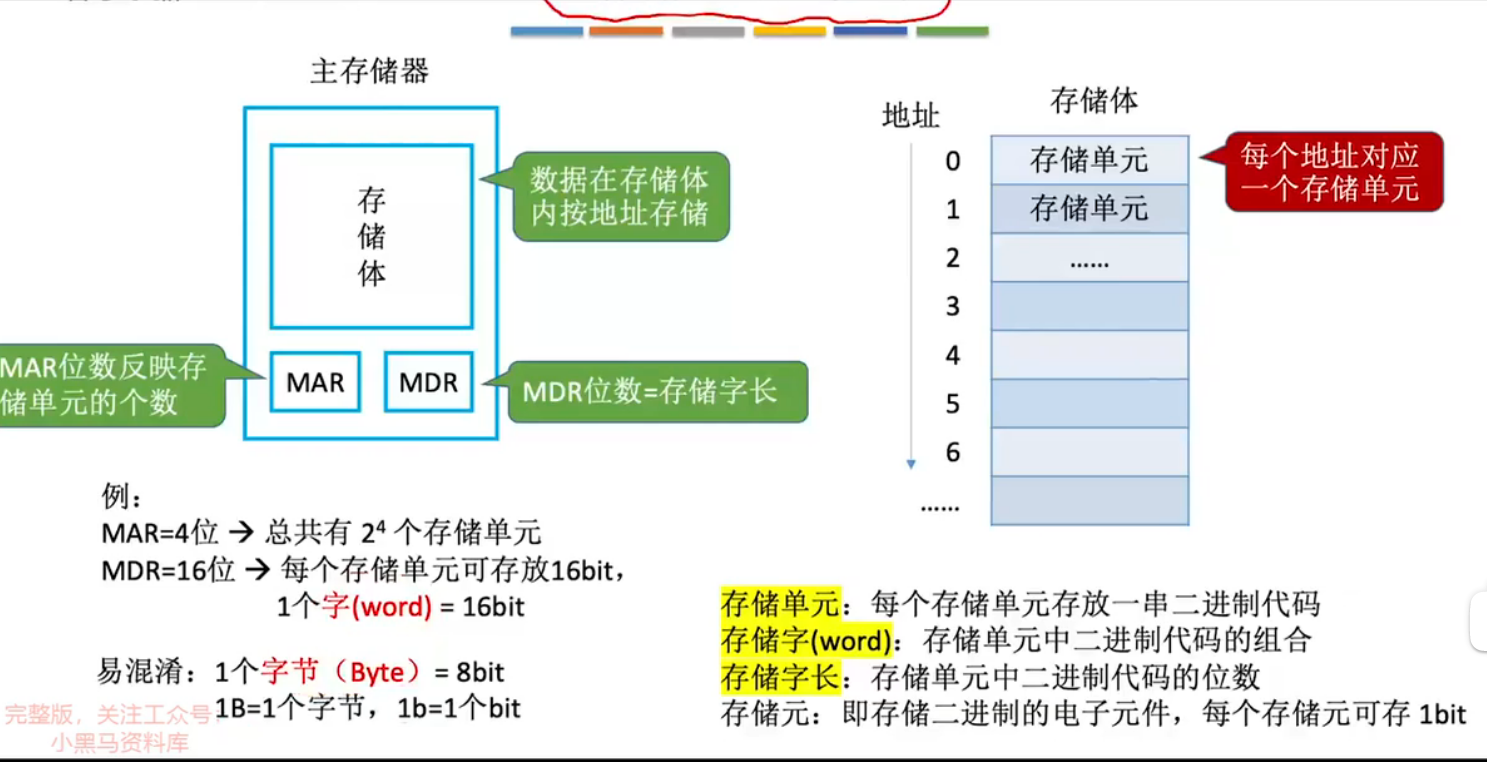 主存储器
存
储
体
MAR
MDR
数据在存储体
内按地址存储
MAR位数反映存
储单元的个数
MDR位数=存储字长
地址
存储体
0
存储单元
1
存储单元
2
......
3
4
5
6
......
每个地址对应
一个存储单元
例：
MAR=4位 → 总共有 2⁴ 个存储单元
MDR=16位 → 每个存储单元可存放16bit，
1个字(word) = 16bit
易混淆：1个字节（Byte）= 8bit
1B=1个字节，1b=1个bit
存储单元：每个存储单元存放一串二进制代码
存储字(word)：存储单元中二进制代码的组合
存储字长：存储单元中二进制代码的位数
存储元：即存储二进制的电子元件，每个存储元可存 1bit
完整版，关注工众号：
小黑马资料库